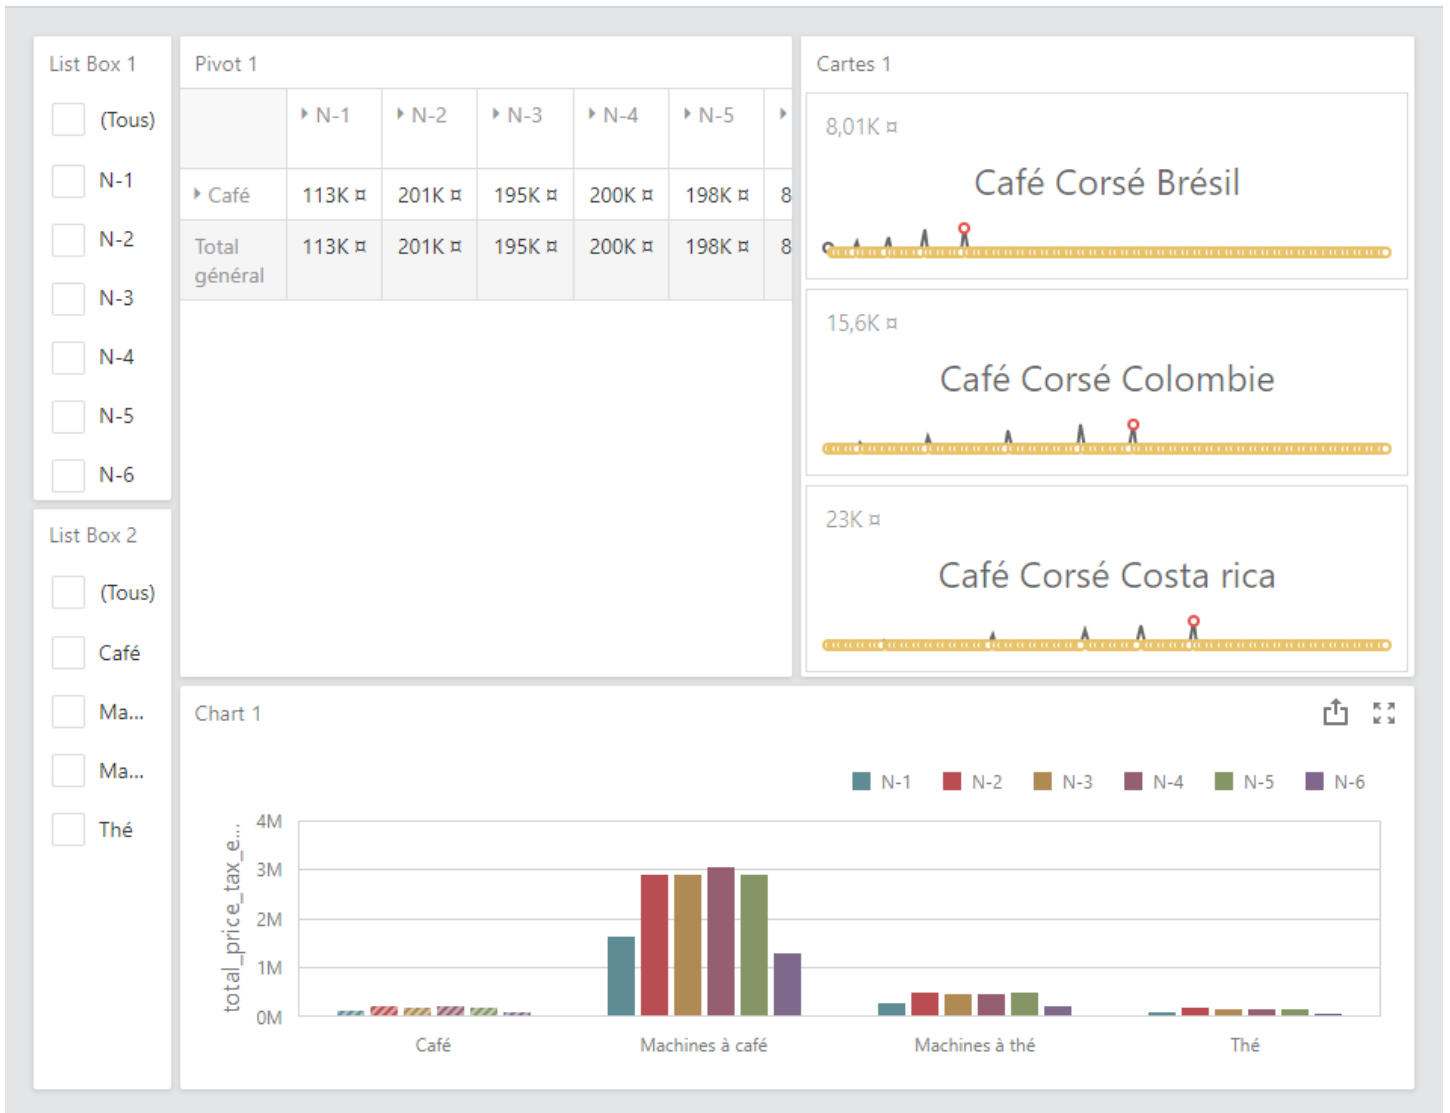 List Box 1
(Tous)
N-1
N-2
N-3
N-4
N-5
N-6
List Box 2
(Tous)
Café
Ma...
Ma...
Thé
Pivot 1
N-1 N-2 N-3 N-4 N-5
Café 113K ¤ 201K ¤ 195K ¤ 200K ¤ 198K ¤ 8
Total
général 113K ¤ 201K ¤ 195K ¤ 200K ¤ 198K ¤ 8
Cartes 1
8,01K ¤
Café Corsé Brésil
15,6K ¤
Café Corsé Colombie
23K ¤
Café Corsé Costa rica
Chart 1
N-1 N-2 N-3 N-4 N-5 N-6
total_price_tax_e...
4M
3M
2M
1M
0M
Café Machines à café Machines à thé Thé